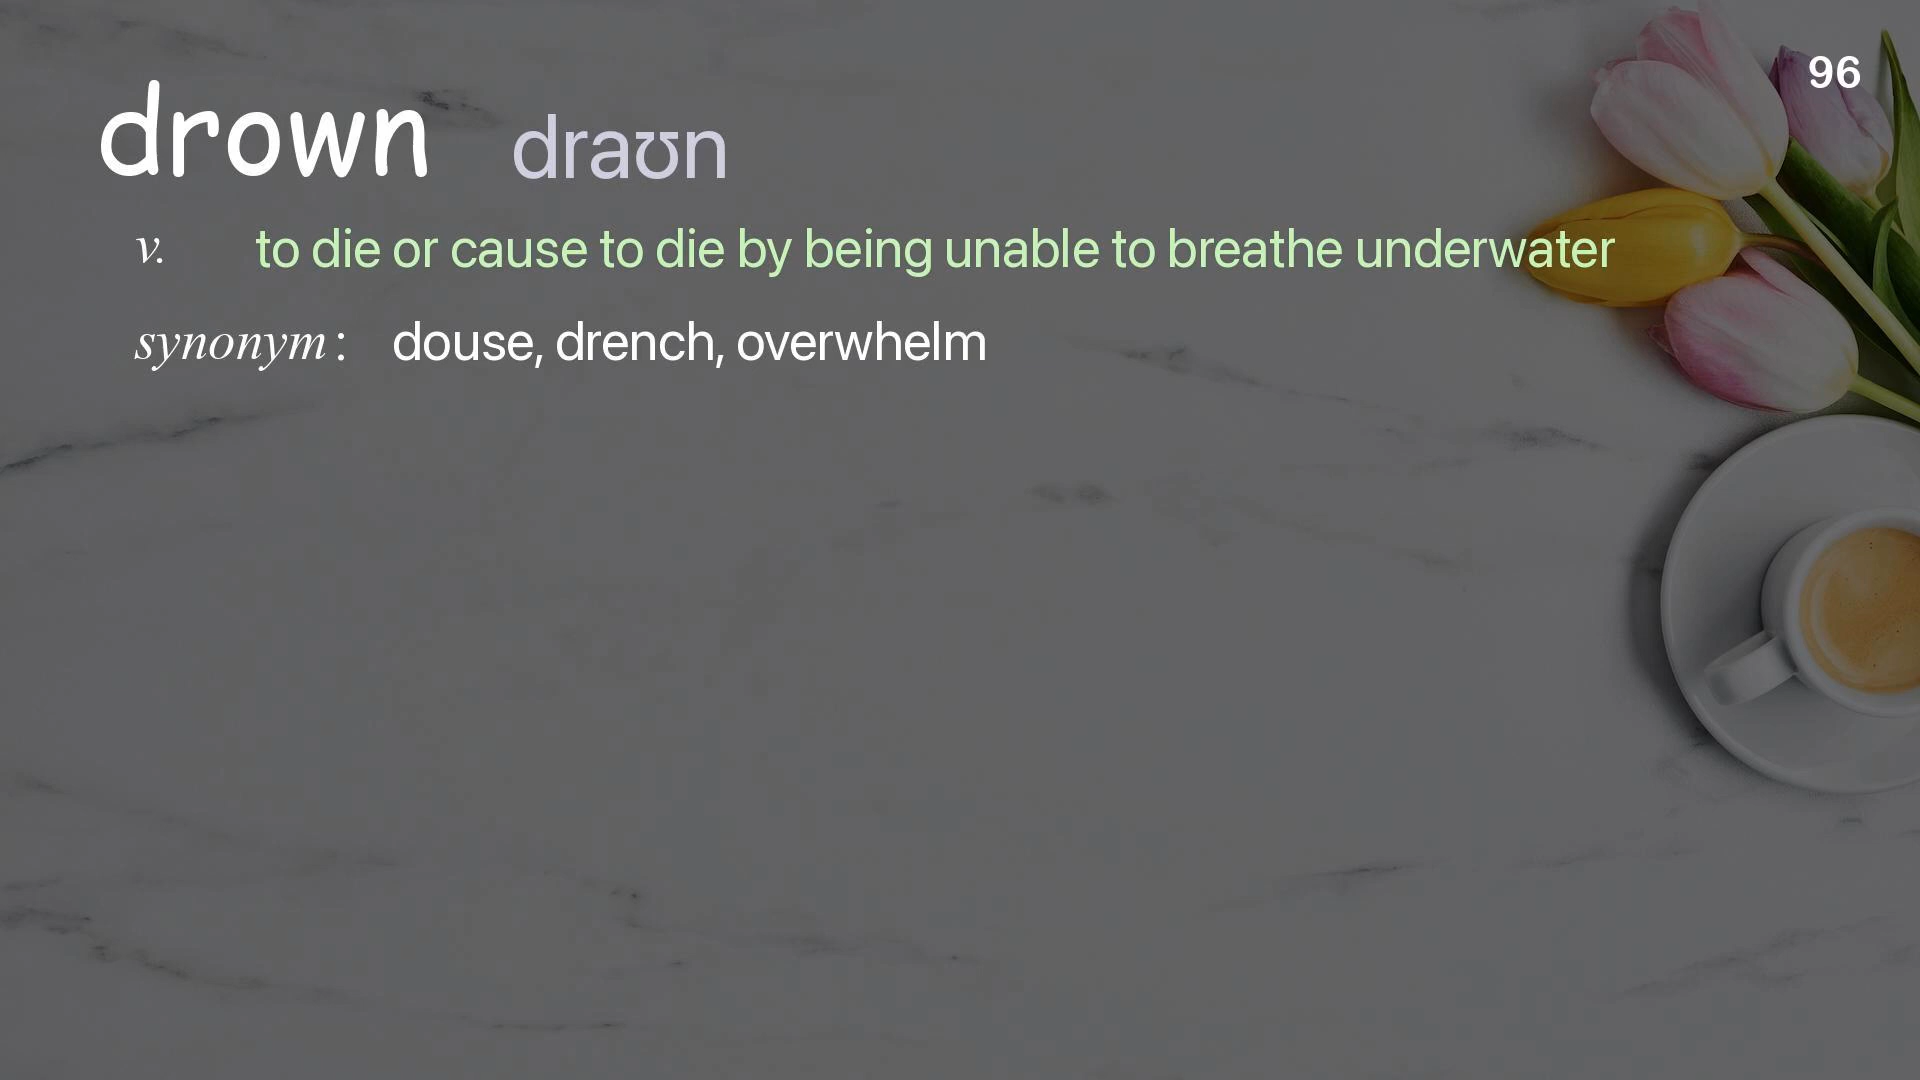 96
drown draʊn
v. to die or cause to die by being unable to breathe underwater
synonym: douse, drench, overwhelm